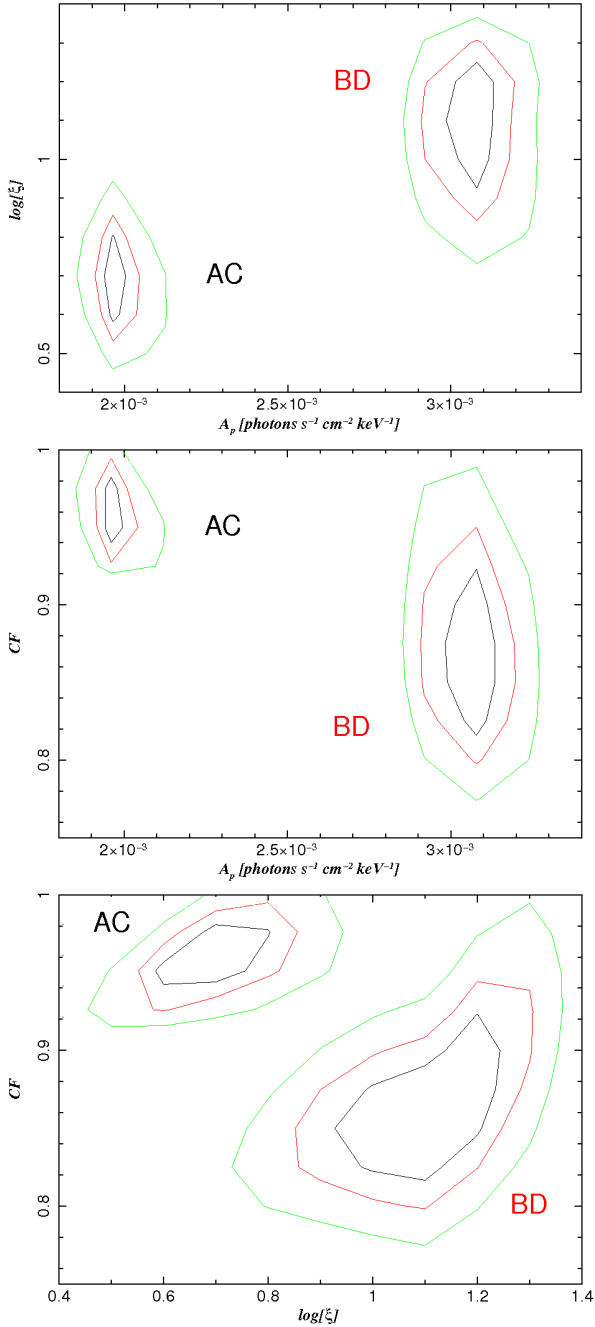 BD
log[ξ]
1
AC
0.5
2×10⁻³ 2.5×10⁻³ 3×10⁻³
A_p [photons s⁻¹ cm⁻² keV⁻¹]
1
AC
0.9
CF
BD
0.8
2×10⁻³ 2.5×10⁻³ 3×10⁻³
A_p [photons s⁻¹ cm⁻² keV⁻¹]
1
AC
0.9
CF
0.8
BD
0.4 0.6 0.8 1 1.2 1.4
log[ξ]